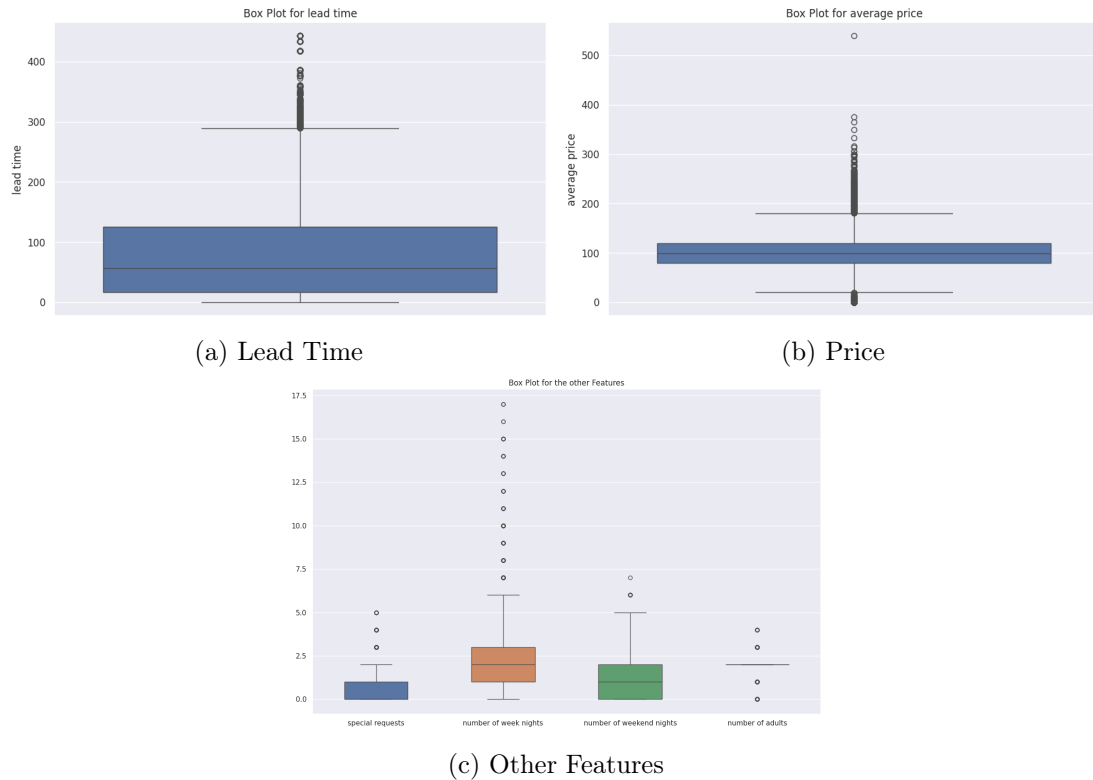 Box Plot for lead time
400
300
200
100
0
lead time
(a) Lead Time
Box Plot for average price
500
400
300
200
100
0
average price
(b) Price
Box Plot for the other Features
17.5
15.0
12.5
10.0
7.5
5.0
2.5
0.0
special requests
number of week nights
number of weekend nights
number of adults
(c) Other Features